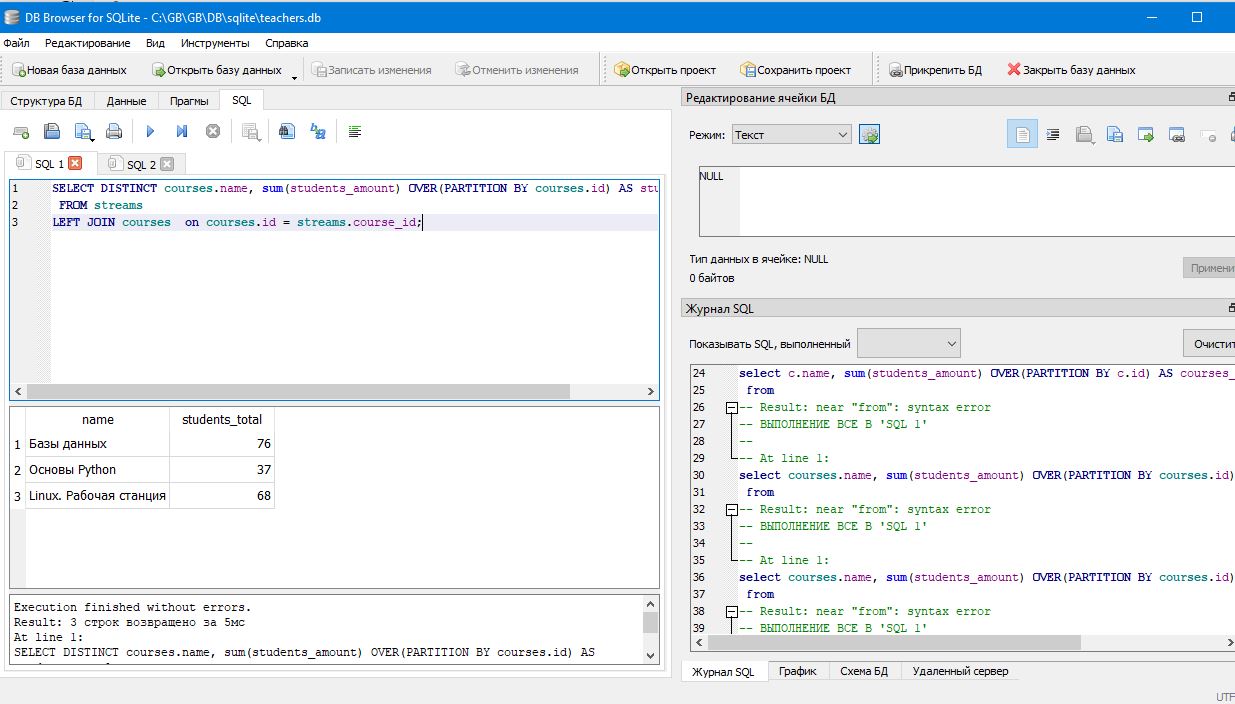 DB Browser for SQLite - C:\GB\GB\DB\sqlite\teachers.db
Файл Редактирование Вид Инструменты Справка
Новая база данных Открыть базу данных Записать изменения Отменить изменения Открыть проект Сохранить проект Прикрепить БД Закрыть базу данных
Структура БД Данные Прагмы SQL
SQL 1 SQL 2
1 SELECT DISTINCT courses.name, sum(students_amount) OVER(PARTITION BY courses.id) AS stu
2 FROM streams
3 LEFT JOIN courses on courses.id = streams.course_id;
name students_total
1 Базы данных 76
2 Основы Python 37
3 Linux. Рабочая станция 68
Execution finished without errors.
Result: 3 строк возвращено за 5мс
At line 1:
SELECT DISTINCT courses.name, sum(students_amount) OVER(PARTITION BY courses.id) AS
Редактирование ячейки БД
Режим: Текст
NULL
Тип данных в ячейке: NULL
0 байтов
Примени
Журнал SQL
Показывать SQL, выполненный
Очистит
24 select c.name, sum(students_amount) OVER(PARTITION BY c.id) AS courses_
25 from
26 -- Result: near "from": syntax error
27 -- ВЫПОЛНЕНИЕ ВСЕ В 'SQL 1'
28 --
29 -- At line 1:
30 select courses.name, sum(students_amount) OVER(PARTITION BY courses.id)
31 from
32 -- Result: near "from": syntax error
33 -- ВЫПОЛНЕНИЕ ВСЕ В 'SQL 1'
34 --
35 -- At line 1:
36 select courses.name, sum(students_amount) OVER(PARTITION BY courses.id)
37 from
38 -- Result: near "from": syntax error
39 -- ВЫПОЛНЕНИЕ ВСЕ В 'SQL 1'
Журнал SQL График Схема БД Удаленный сервер
UTF